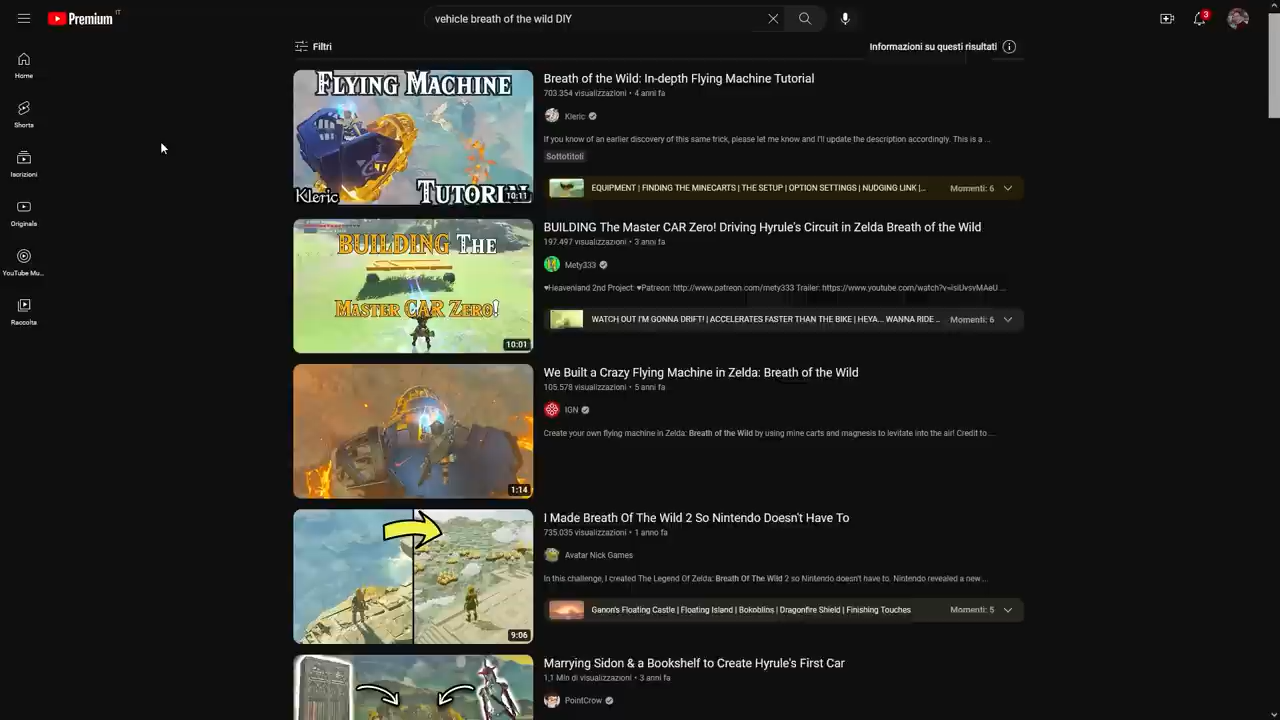 Premium IT
vehicle breath of the wild DIY
3
Filtri
Informazioni su questi risultati
Home
Shorts
Iscrizioni
Originals
YouTube Mu...
Raccolta
FLYING MACHINE
Kleric
10:11
Breath of the Wild: In-depth Flying Machine Tutorial
703.354 visualizzazioni • 4 anni fa
Kleric
If you know of an earlier discovery of this same trick, please let me know and I'll update the description accordingly. This is a ...
Sottotitoli
EQUIPMENT | FINDING THE MINECARTS | THE SETUP | OPTION SETTINGS | NUDGING LINK |...
Momenti: 6
BUILDING THE
MASTER CAR ZERO!
10:01
BUILDING The Master CAR Zero! Driving Hyrule's Circuit in Zelda Breath of the Wild
197.497 visualizzazioni • 3 anni fa
Mety333
♥Heavenland 2nd Project: ♥Patreon: http://www.patreon.com/mety333 Trailer:
WATCH OUT I'M GONNA DRIFT! | ACCELERATES FASTER THAN THE BIKE | HEYA... WANNA RIDE ...
Momenti: 6
1:14
We Built a Crazy Flying Machine in Zelda: Breath of the Wild
105.578 visualizzazioni • 5 anni fa
IGN
Create your own flying machine in Zelda: Breath of the Wild by using mine carts and magnesis to levitate into the air! Credit to ...
9:06
I Made Breath Of The Wild 2 So Nintendo Doesn't Have To
735.035 visualizzazioni • 1 anno fa
Avatar Nick Games
In this challenge, I created The Legend Of Zelda: Breath Of The Wild 2 so Nintendo doesn't have to. Nintendo revealed a new ...
Ganon's Floating Castle | Floating Island | Bokoblins | Dragonfire Shield | Finishing Touches
Momenti: 5
Marrying Sidon & a Bookshelf to Create Hyrule's First Car
1,1 Mln di visualizzazioni • 3 anni fa
PointCrow